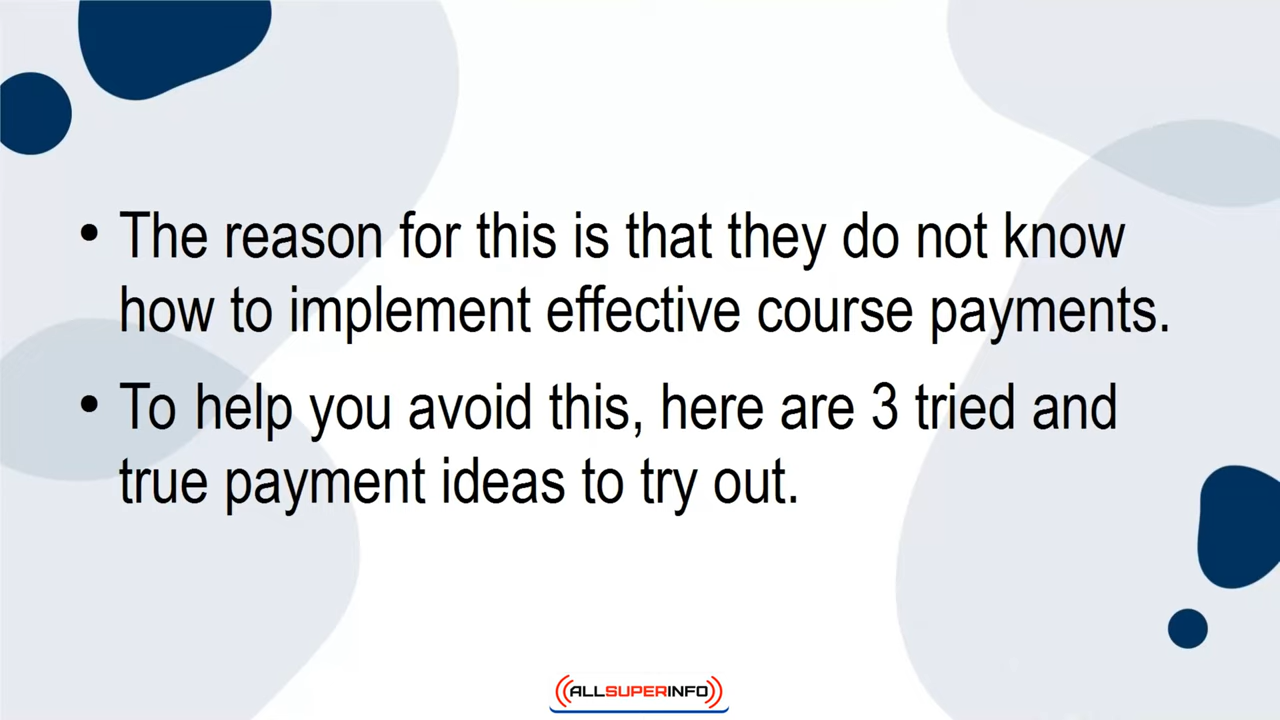 • The reason for this is that they do not know
how to implement effective course payments.
• To help you avoid this, here are 3 tried and
true payment ideas to try out.
ALLSUPERINFO